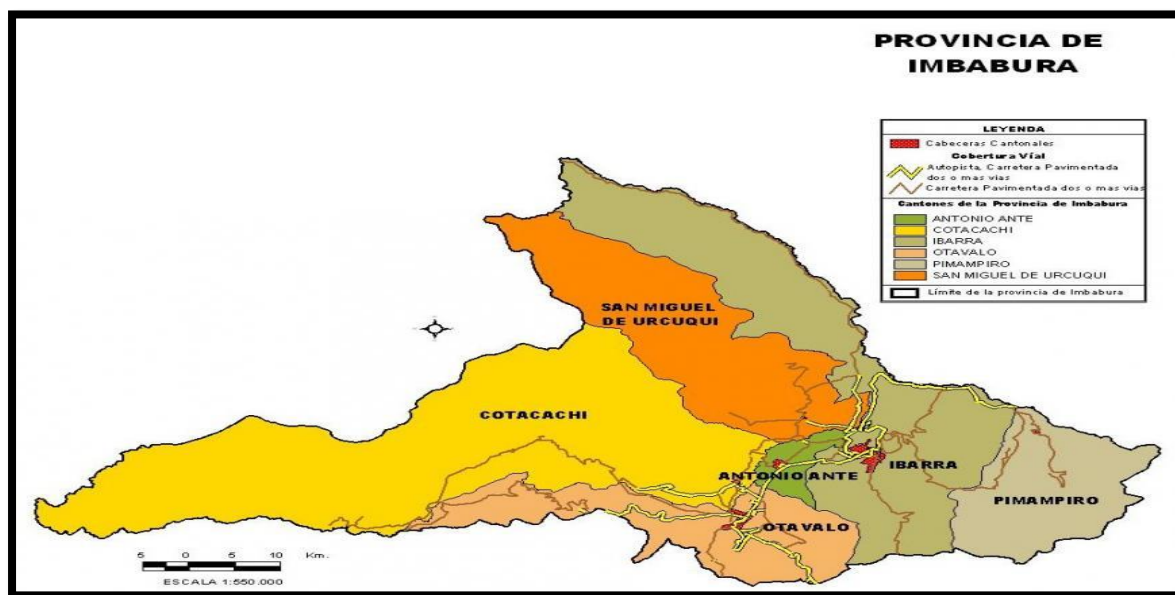 PROVINCIA DE
IMBABURA
LEYENDA
Cabeceras Cantonales
Cobertura Vial
Autopista, Carretera Pavimentada
dos o mas vias
Carretera Pavimentada dos o mas vias
Cantones de la Provincia de Imbabura
ANTONIO ANTE
COTACACHI
IBARRA
OTAVALO
PIMAMPIRO
SAN MIGUEL DE URCUQUI
Límite de la provincia de Imbabura
SAN MIGUEL
DE URCUQUI
COTACACHI
ANTONIO ANTE
IBARRA
PIMAMPIRO
OTAVALO
5 0 5 10 Km.
ESCALA 1:550.000